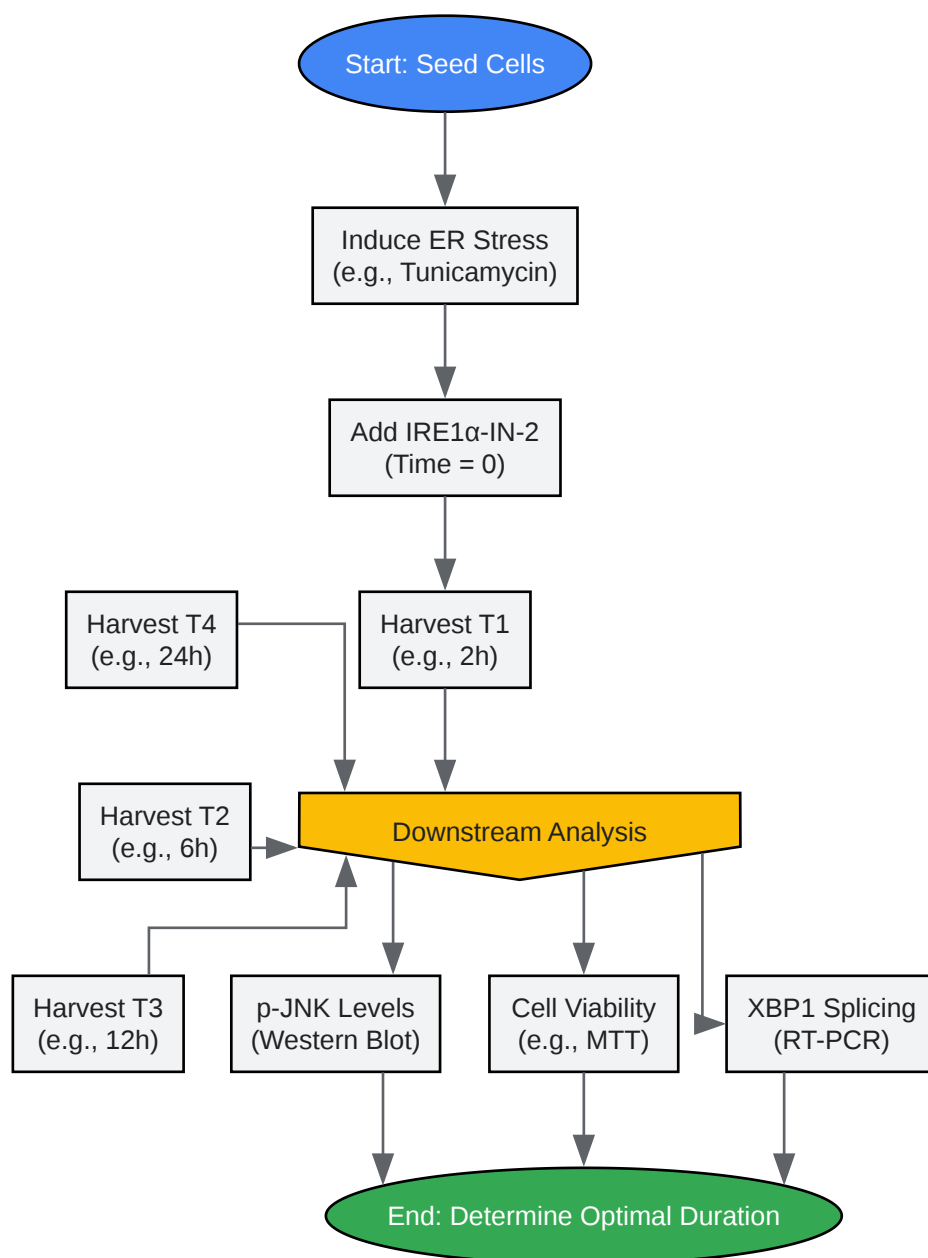 Start: Seed Cells
Induce ER Stress
(e.g., Tunicamycin)
Add IRE1α-IN-2
(Time = 0)
Harvest T4
(e.g., 24h)
Harvest T1
(e.g., 2h)
Harvest T2
(e.g., 6h)
Downstream Analysis
Harvest T3
(e.g., 12h)
p-JNK Levels
(Western Blot)
Cell Viability
(e.g., MTT)
XBP1 Splicing
(RT-PCR)
End: Determine Optimal Duration